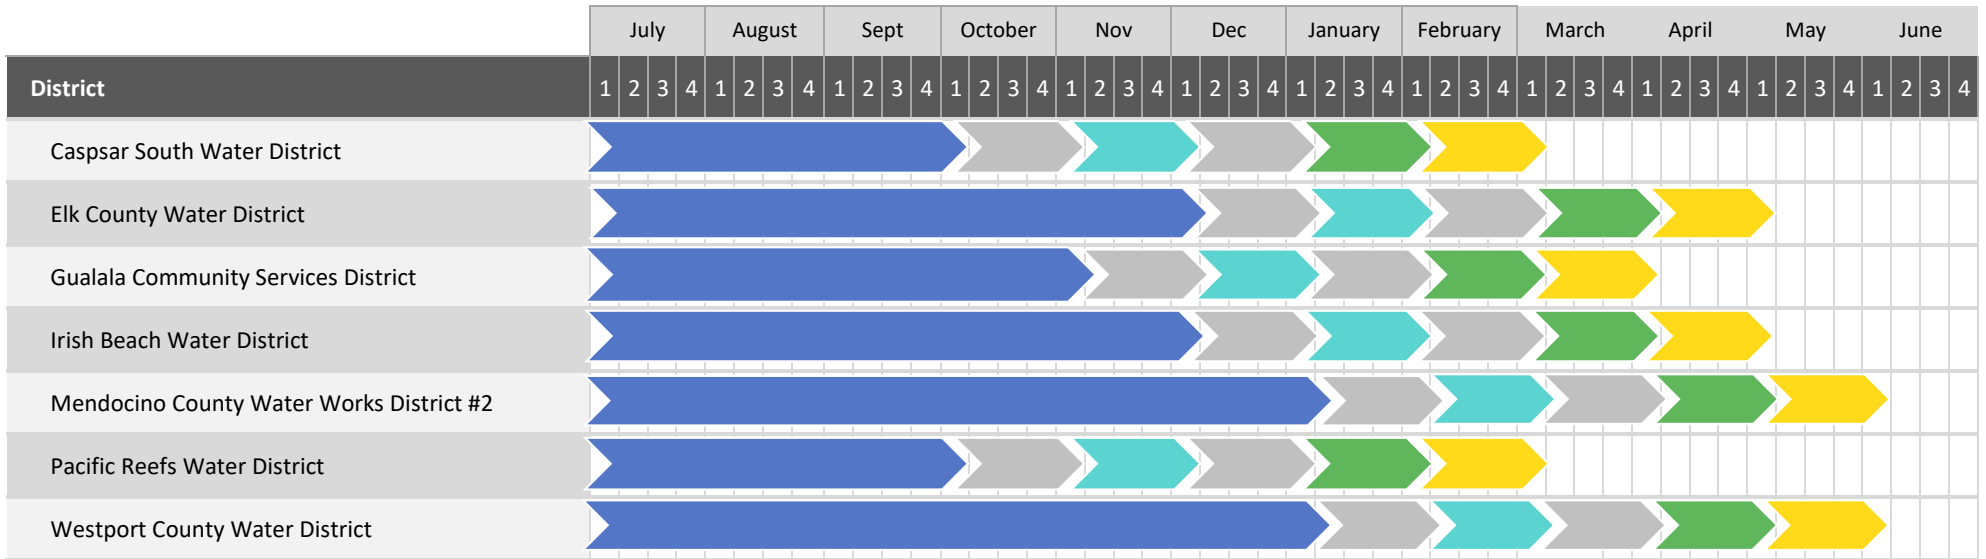 July August Sept October Nov Dec January February March April May June
District 1 2 3 4 1 2 3 4 1 2 3 4 1 2 3 4 1 2 3 4 1 2 3 4 1 2 3 4 1 2 3 4 1 2 3 4 1 2 3 4 1 2 3 4 1 2 3 4
Caspsar South Water District
Elk County Water District
Gualala Community Services District
Irish Beach Water District
Mendocino County Water Works District #2
Pacific Reefs Water District
Westport County Water District